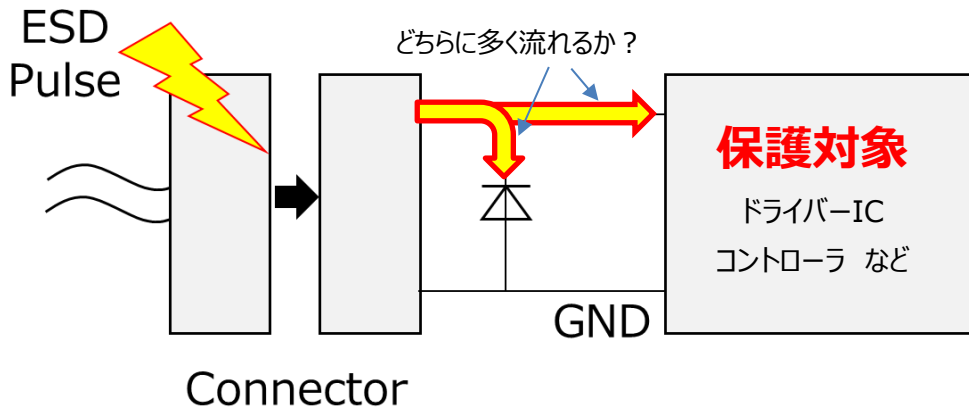 ESD
Pulse
どちらに多く流れるか？
保護対象
ドライバーIC
コントローラ など
GND
Connector